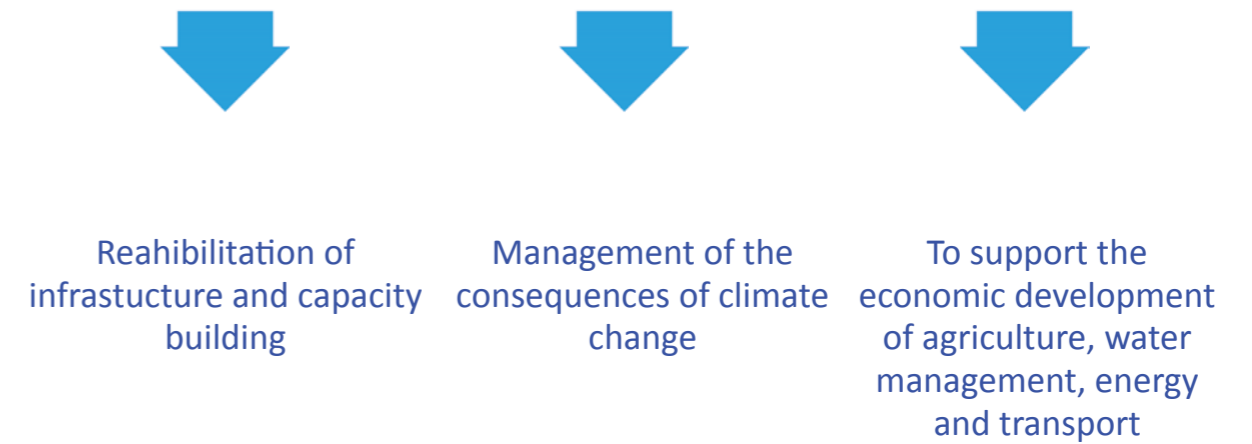 Reahibilitation of
infrastucture and capacity
building
Management of the
consequences of climate
change
To support the
economic development
of agriculture, water
management, energy
and transport